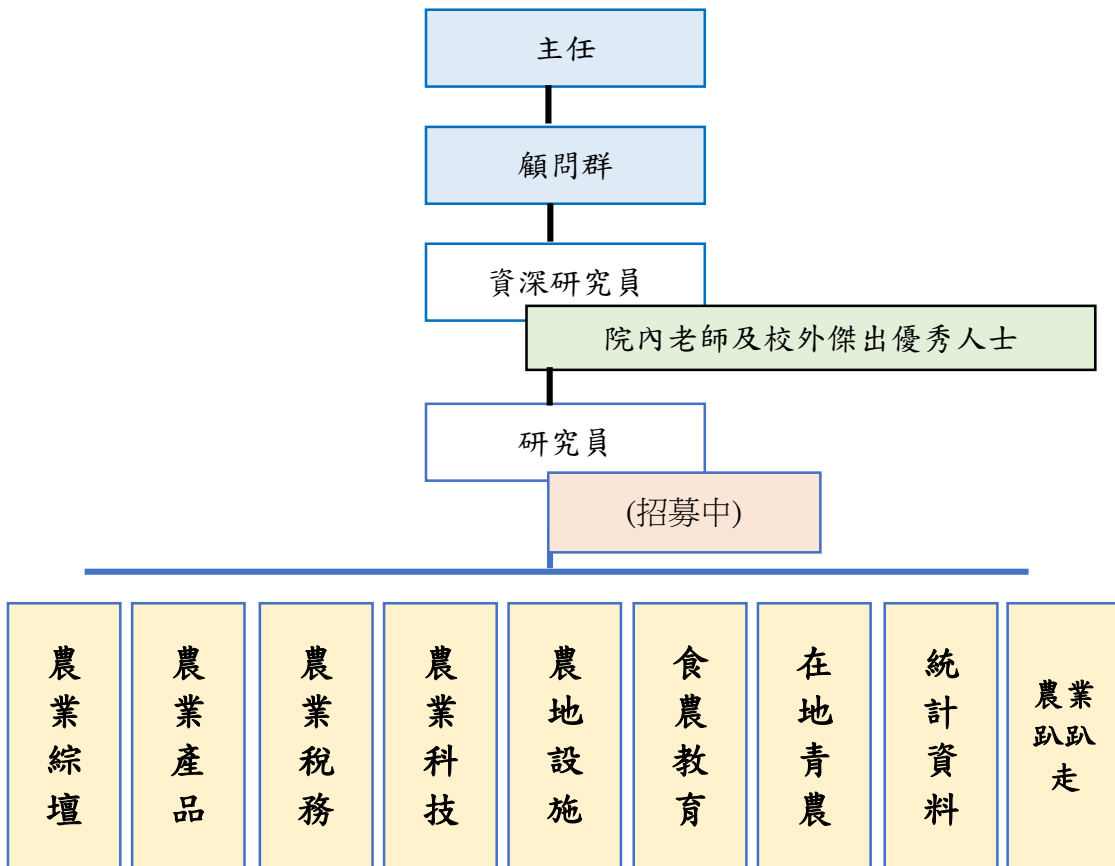 主任
顧問群
資深研究員
院內老師及校外傑出優秀人士
研究員
(招募中)
農業綜壇
農業產品
農業稅務
農業科技
農地設施
食農教育
在地青農
統計資料
農業
趴趴
走